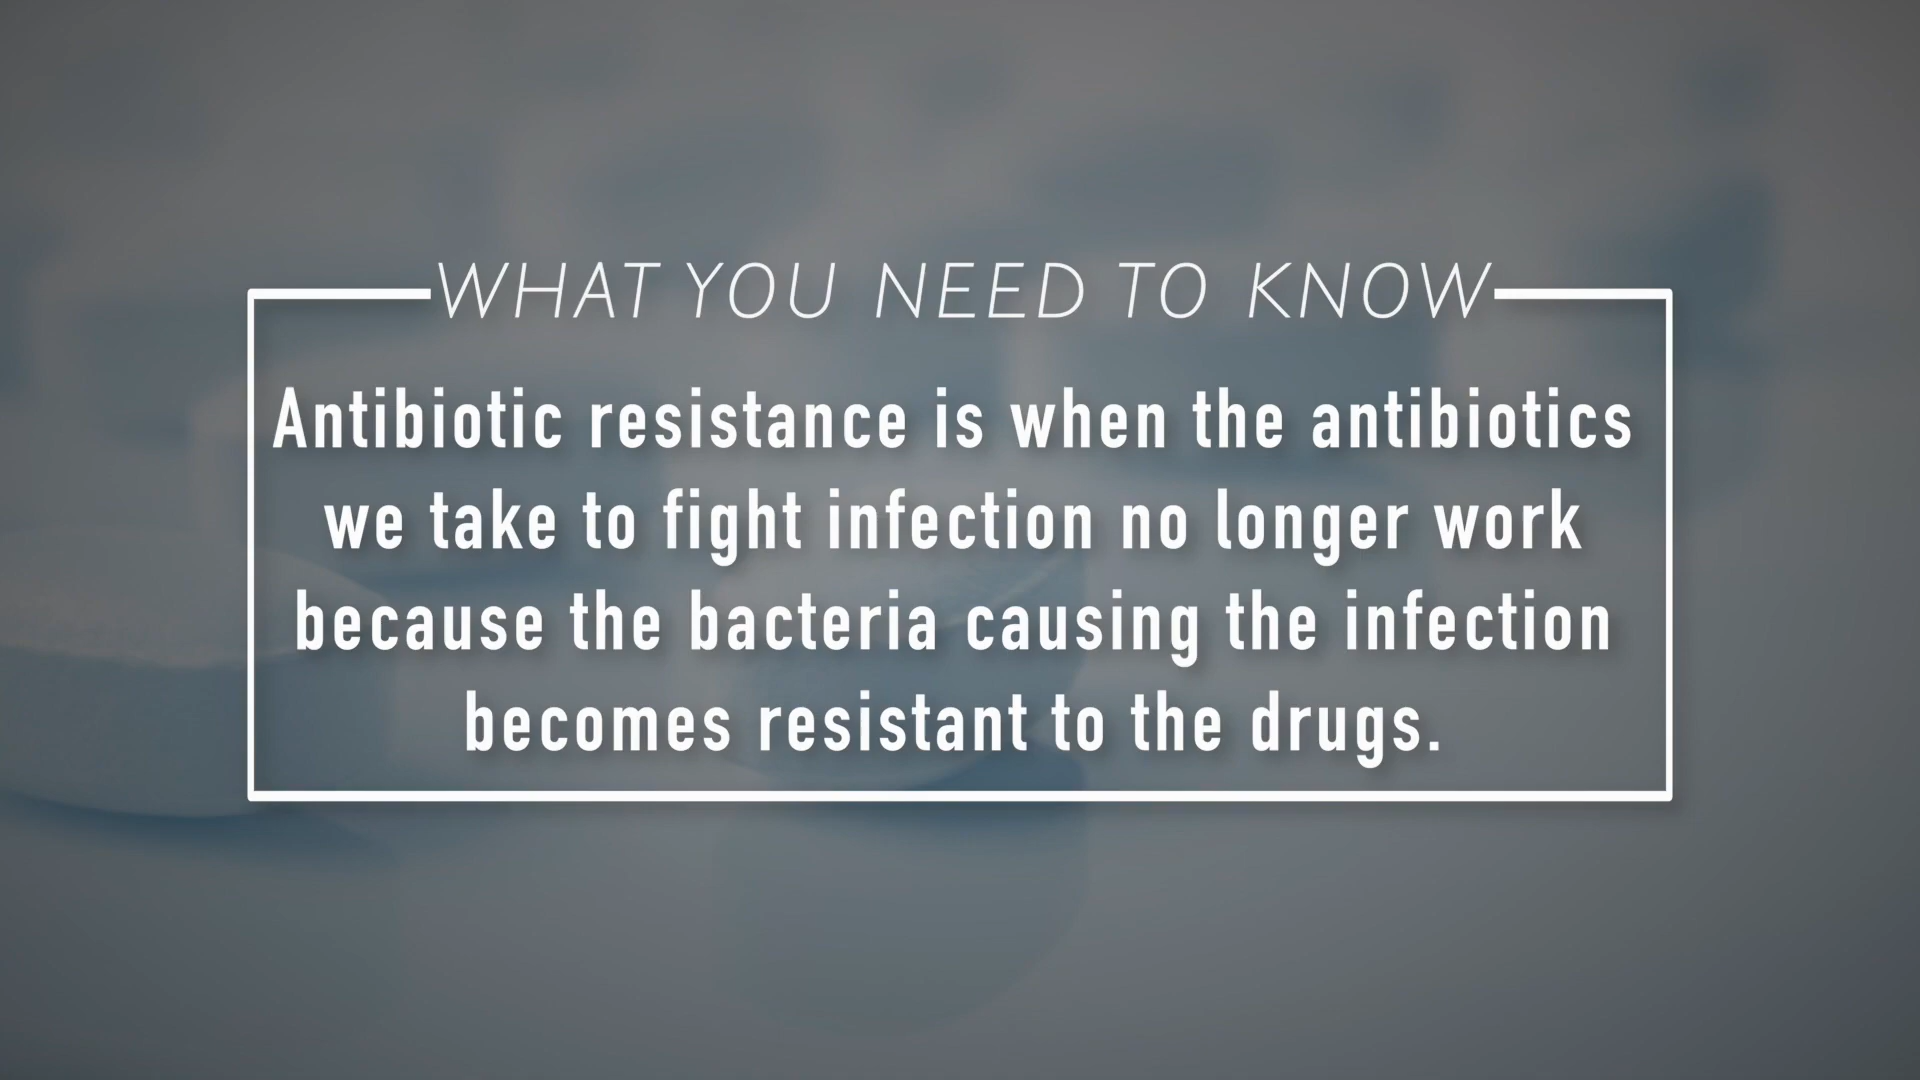 WHAT YOU NEED TO KNOW
Antibiotic resistance is when the antibiotics
we take to fight infection no longer work
because the bacteria causing the infection
becomes resistant to the drugs.